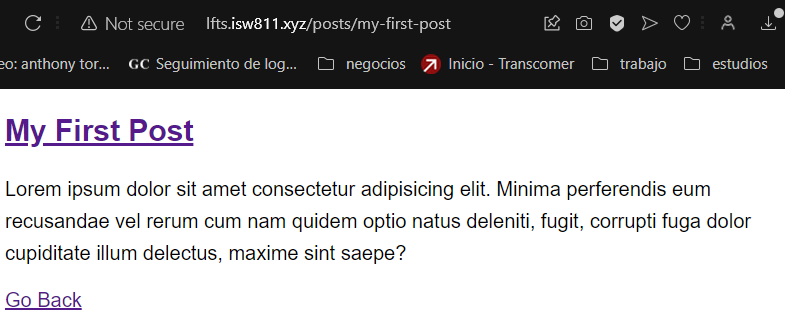 Not secure lfts.isw811.xyz/posts/my-first-post
eo: anthony tor... GC Seguimiento de log... negocios Inicio - Transcomer trabajo estudios
My First Post
Lorem ipsum dolor sit amet consectetur adipisicing elit. Minima perferendis eum
recusandae vel rerum cum nam quidem optio natus deleniti, fugit, corrupti fuga dolor
cupiditate illum delectus, maxime sint saepe?
Go Back